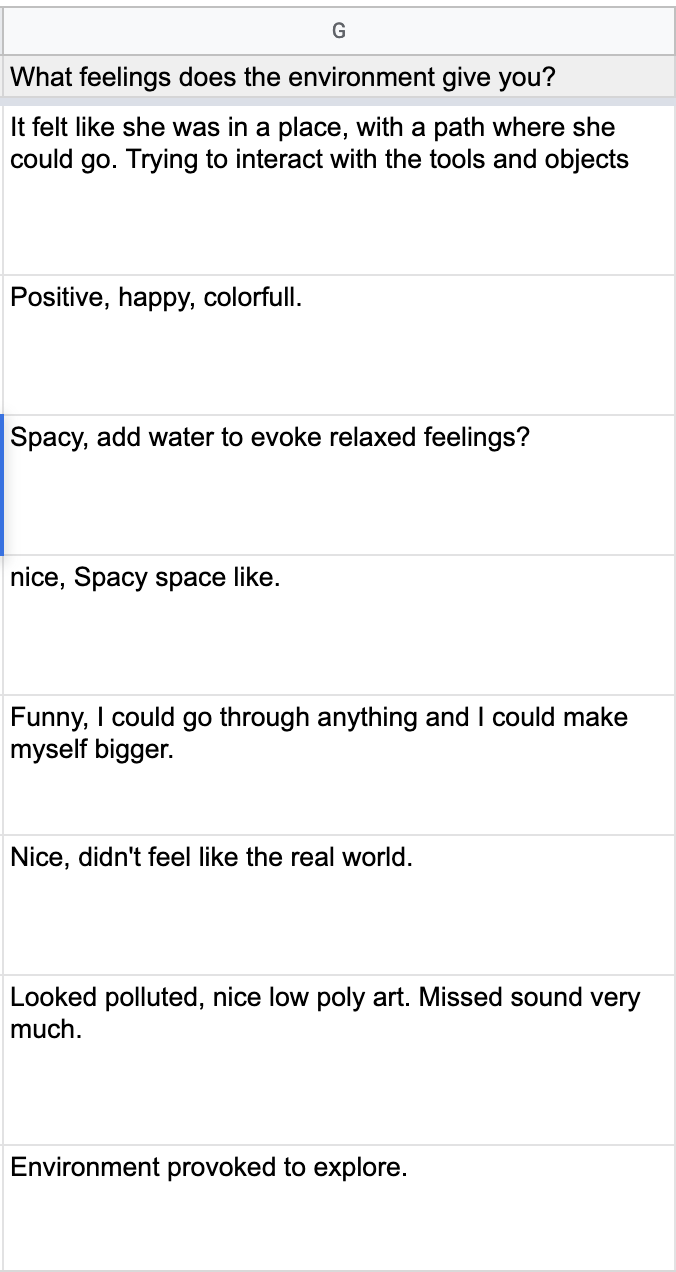 G
What feelings does the environment give you?
It felt like she was in a place, with a path where she
could go. Trying to interact with the tools and objects
Positive, happy, colorfull.
Spacy, add water to evoke relaxed feelings?
nice, Spacy space like.
Funny, I could go through anything and I could make
myself bigger.
Nice, didn't feel like the real world.
Looked polluted, nice low poly art. Missed sound very
much.
Environment provoked to explore.